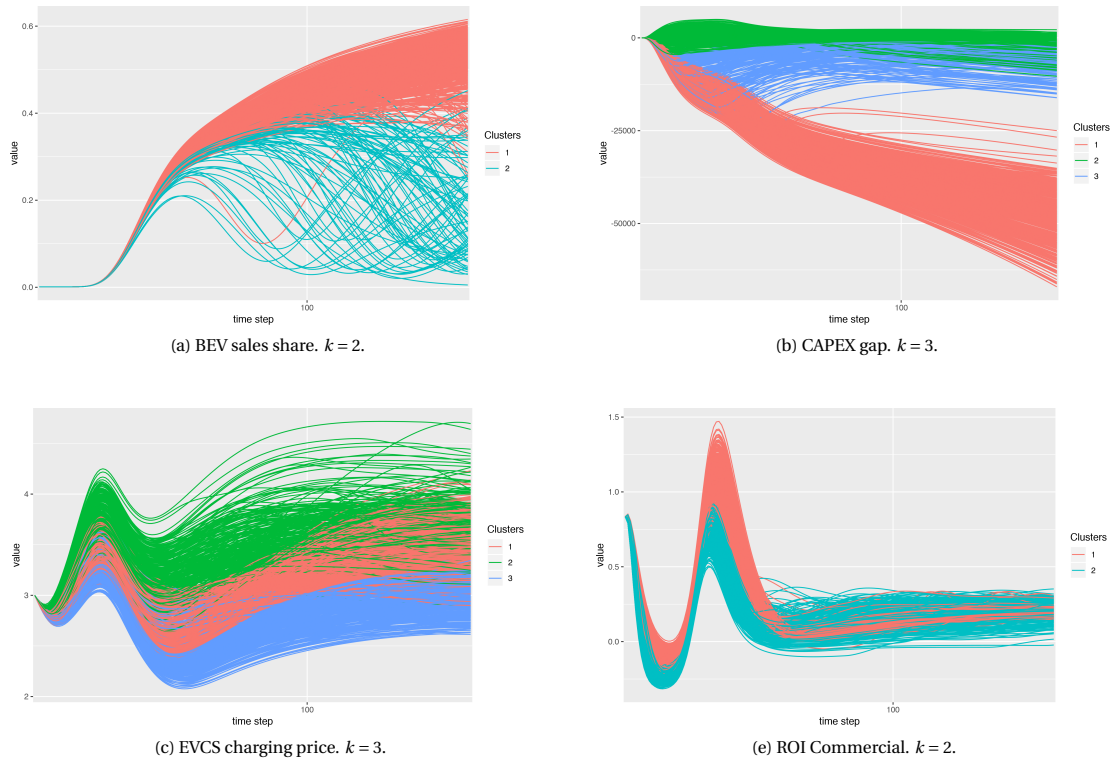 0.6
0.4
0.2
0.0
value
100
time step
Clusters
1
2
(a) BEV sales share. k = 2.
0
-25000
-50000
value
100
time step
Clusters
1
2
3
(b) CAPEX gap. k = 3.
4
3
2
value
100
time step
Clusters
1
2
3
(c) EVCS charging price. k = 3.
1.5
1.0
0.5
0.0
value
100
time step
Clusters
1
2
(e) ROI Commercial. k = 2.